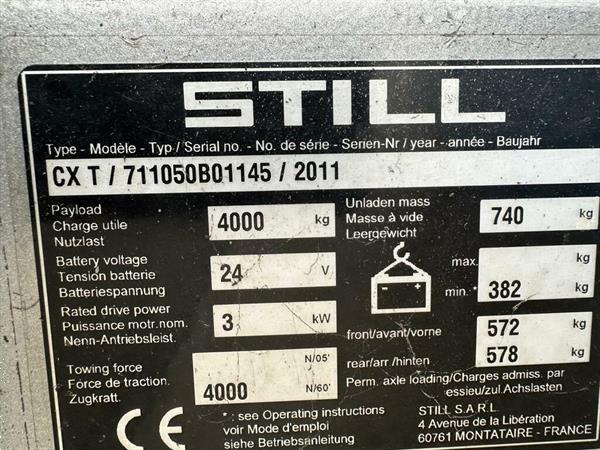 STILL
Type - Modèle - Typ / Serial no. - No. de série - Serien-Nr / year - année - Baujahr
CX T / 711050B01145 / 2011
Payload
Charge utile
Nutzlast
4000 kg
Unladen mass
Masse à vide
Leergewicht
740 kg
Battery voltage
Tension batterie
Batteriespannung
24 V
max. kg
min. * 382 kg
Rated drive power
Puissance motr.nom.
Nenn-Antriebsleist.
3 kW
front/avant/vorne 572 kg
rear/arr./hinten 578 kg
Towing force
Force de traction.
Zugkraft.
N/05'
4000 N/60'
Perm. axle loading/Charges admiss. par
essieu/zul.Achslasten
CE
* : see Operating instructions
voir Mode d'emploi
siehe Betriebsanleitung
STILL S.A.R.L
4 Avenue de la Libération
60761 MONTATAIRE - FRANCE